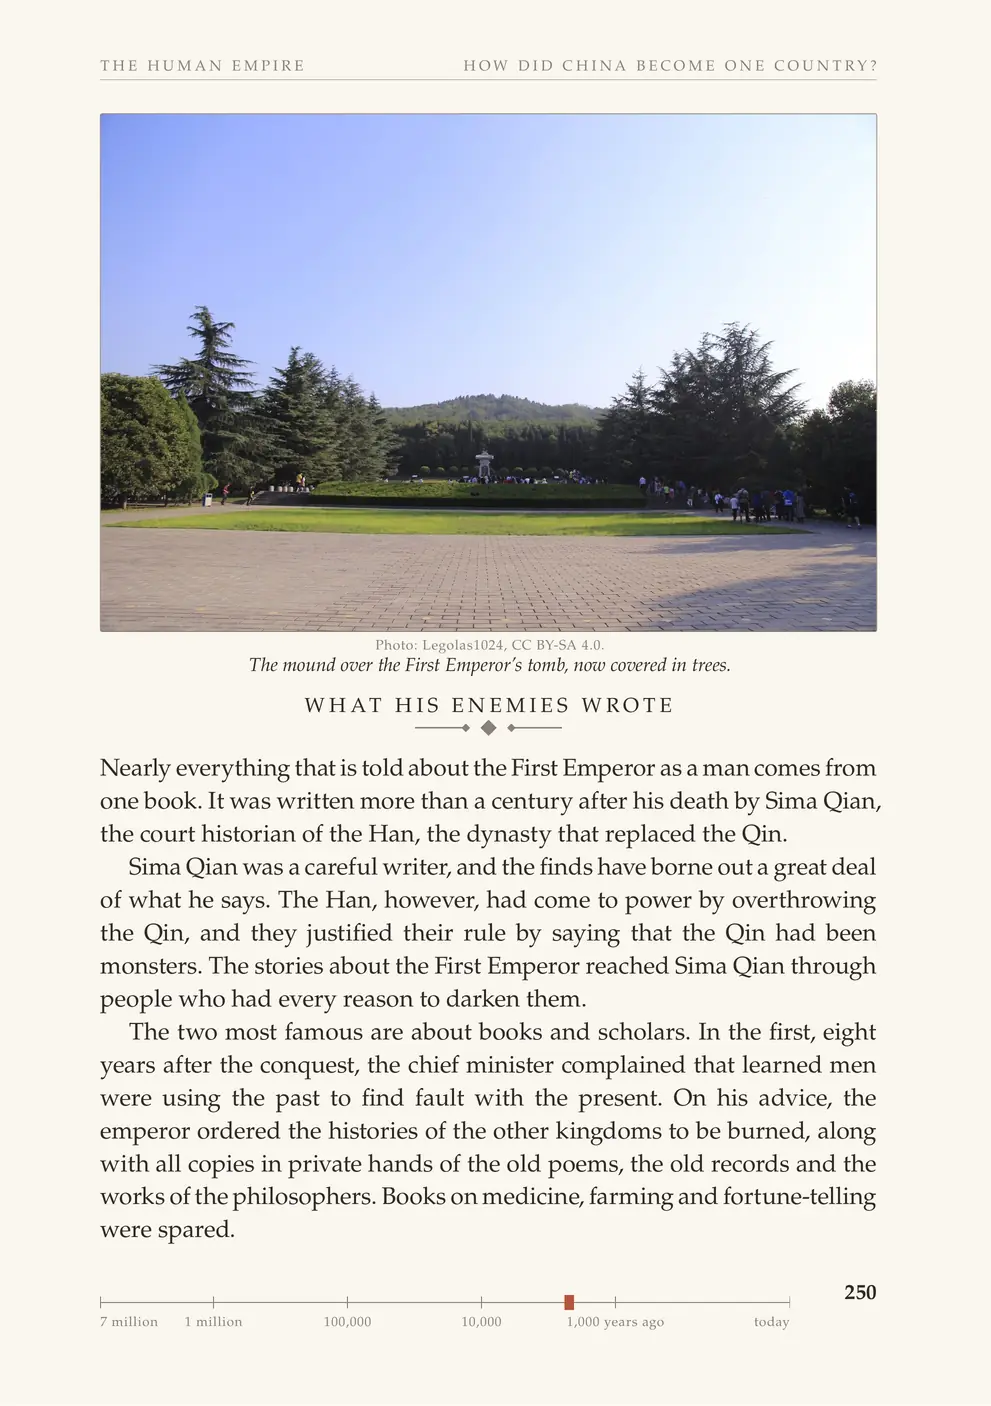 THE HUMAN EMPIRE
HOW DID CHINA BECOME ONE COUNTRY?
Photo: Legolas1024, CC BY-SA 4.0.
The mound over the First Emperor's tomb, now covered in trees.
WHAT HIS ENEMIES WROTE
Nearly everything that is told about the First Emperor as a man comes from
one book. It was written more than a century after his death by Sima Qian,
the court historian of the Han, the dynasty that replaced the Qin.
Sima Qian was a careful writer, and the finds have borne out a great deal
of what he says. The Han, however, had come to power by overthrowing
the Qin, and they justified their rule by saying that the Qin had been
monsters. The stories about the First Emperor reached Sima Qian through
people who had every reason to darken them.
The two most famous are about books and scholars. In the first, eight
years after the conquest, the chief minister complained that learned men
were using the past to find fault with the present. On his advice, the
emperor ordered the histories of the other kingdoms to be burned, along
with all copies in private hands of the old poems, the old records and the
works of the philosophers. Books on medicine, farming and fortune-telling
were spared.
250
7 million 1 million 100,000 10,000 1,000 years ago today